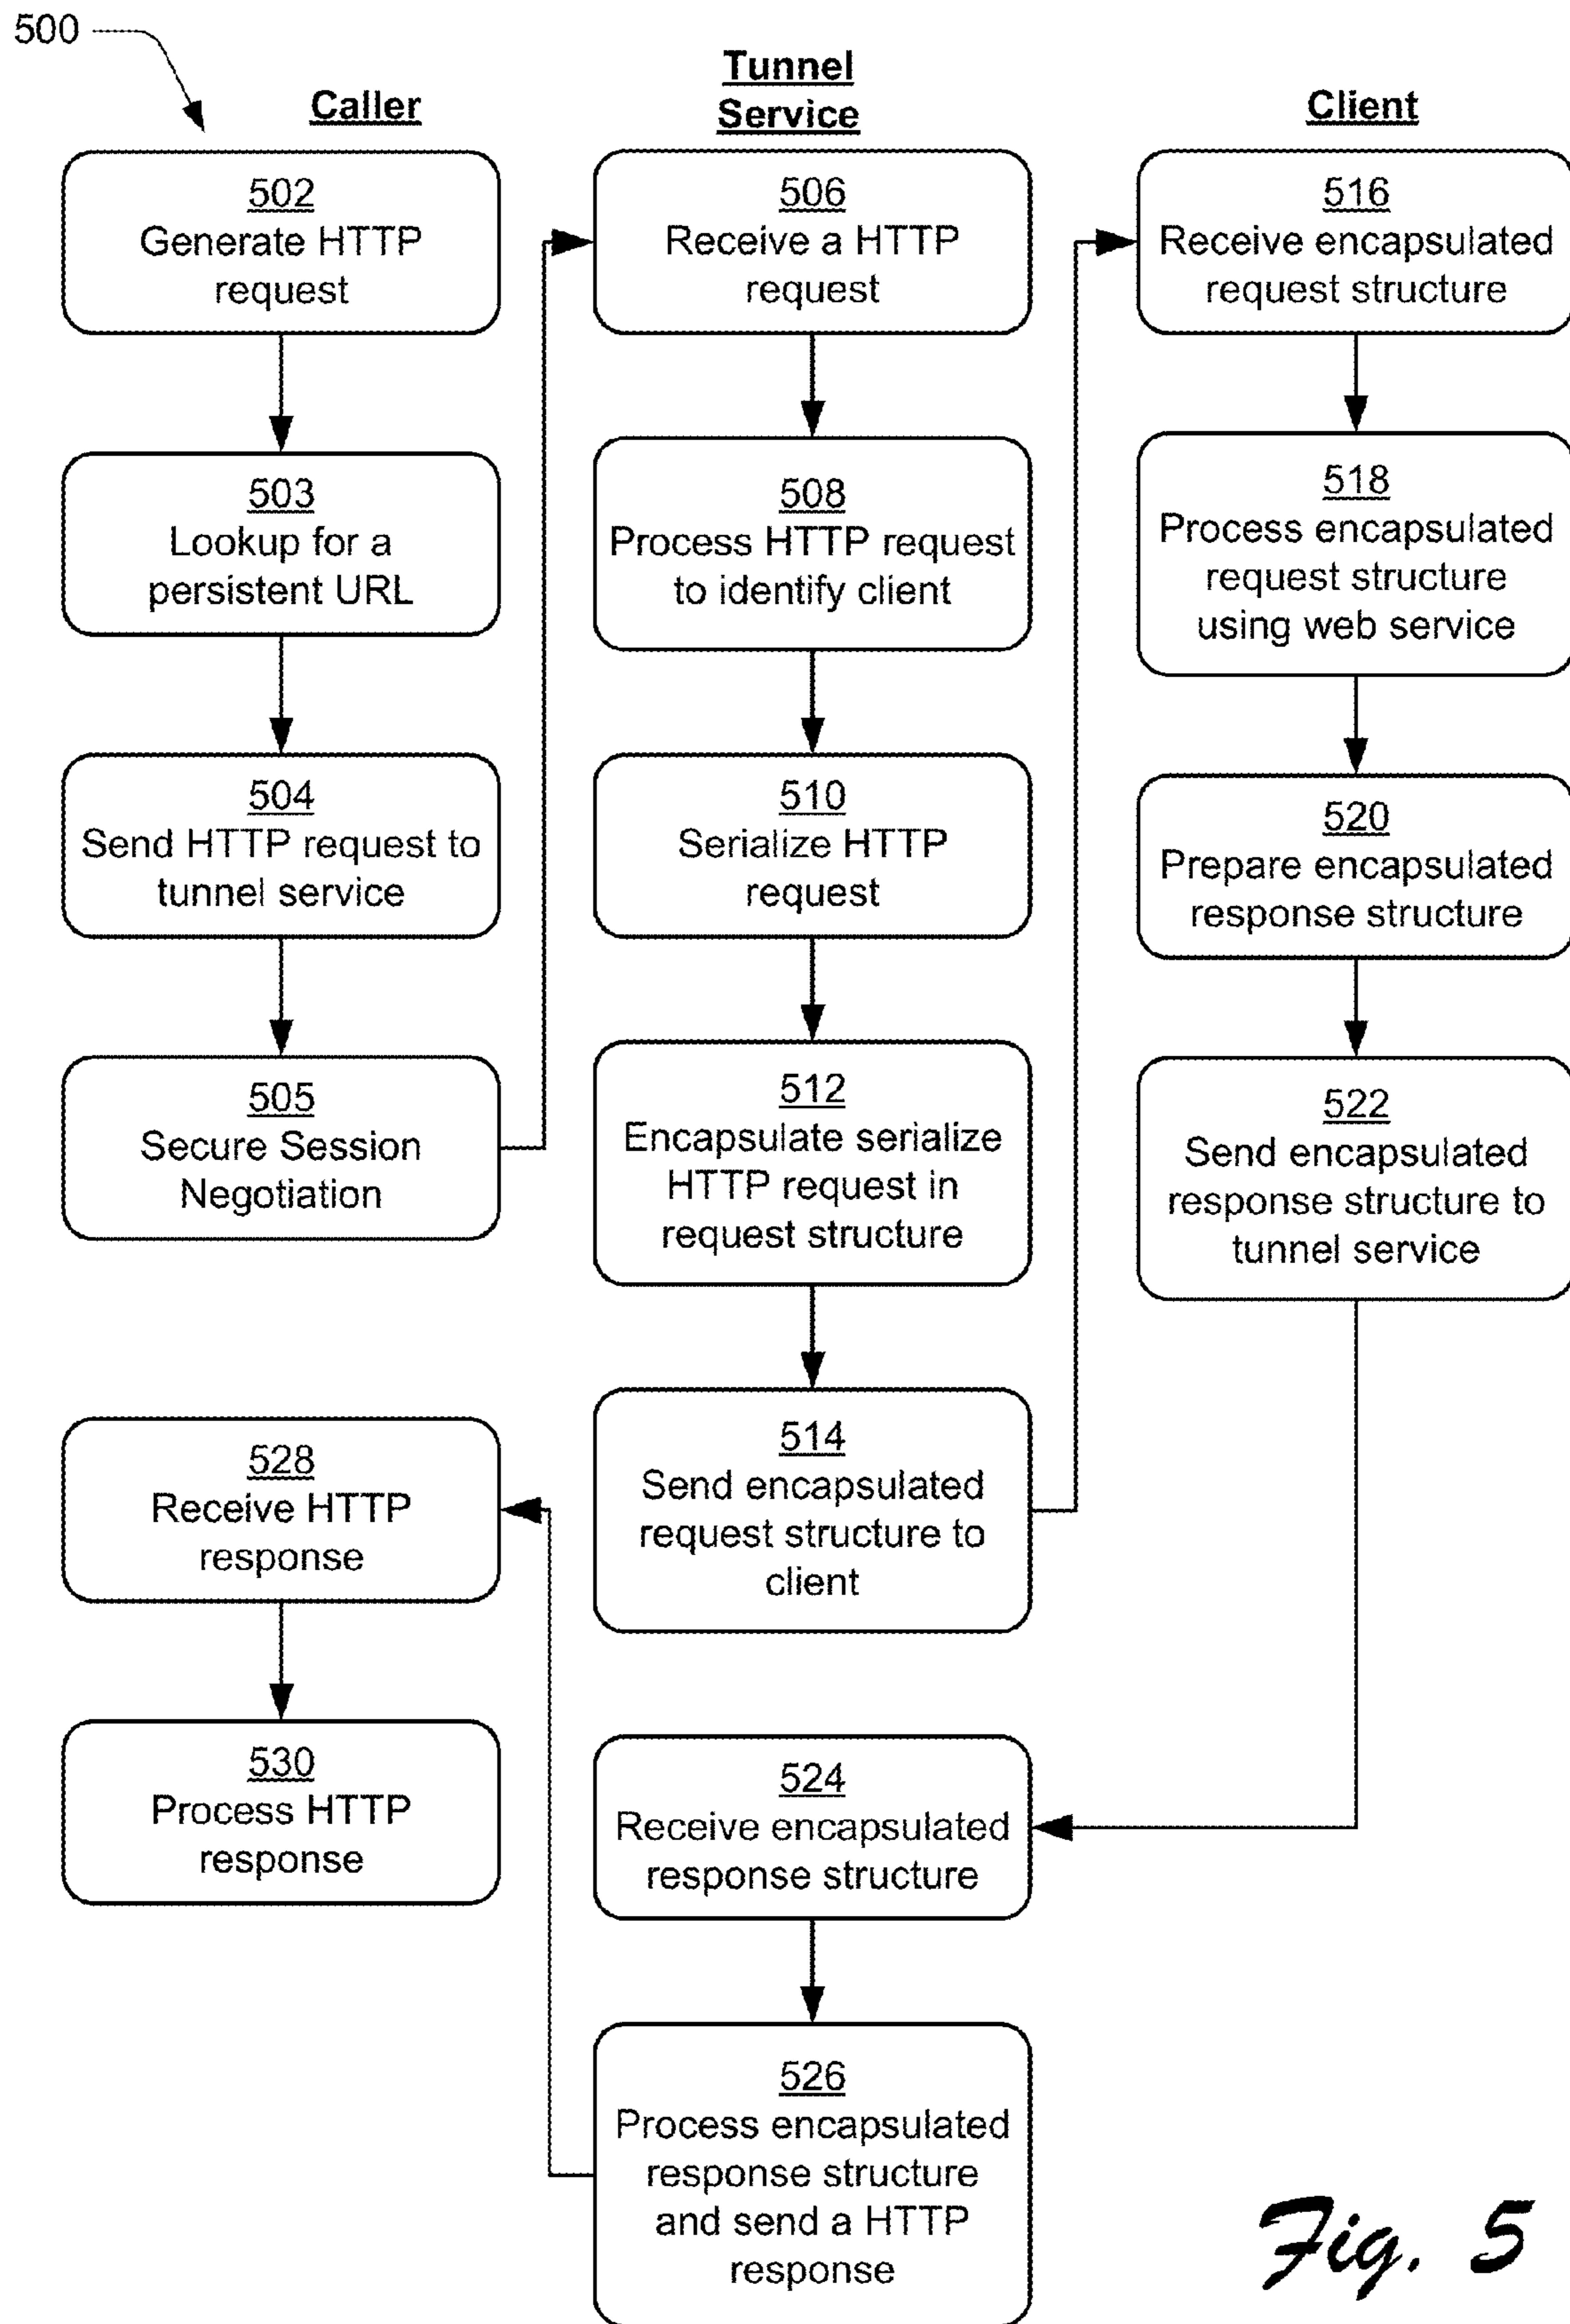 500
Caller
502
Generate HTTP
request
503
Lookup for a
persistent URL
504
Send HTTP request to
tunnel service
505
Secure Session
Negotiation
528
Receive HTTP
response
530
Process HTTP
response
Tunnel
Service
506
Receive a HTTP
request
508
Process HTTP request
to identify client
510
Serialize HTTP
request
512
Encapsulate serialize
HTTP request in
request structure
514
Send encapsulated
request structure to
client
524
Receive encapsulated
response structure
526
Process encapsulated
response structure
and send a HTTP
response
Client
516
Receive encapsulated
request structure
518
Process encapsulated
request structure
using web service
520
Prepare encapsulated
response structure
522
Send encapsulated
response structure to
tunnel service
Fig. 5